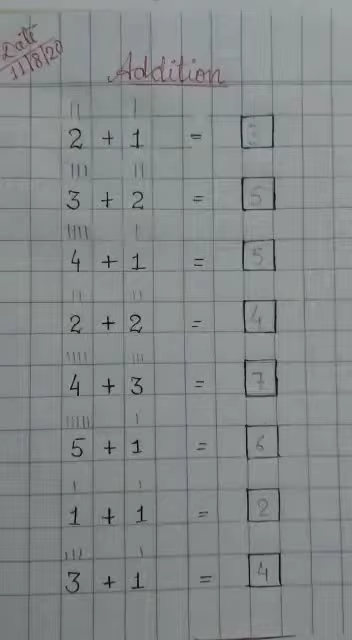 Date
11/8/20
Addition
2 + 1 = 3
3 + 2 = 5
4 + 1 = 5
2 + 2 = 4
4 + 3 = 7
5 + 1 = 6
1 + 1 = 2
3 + 1 = 4